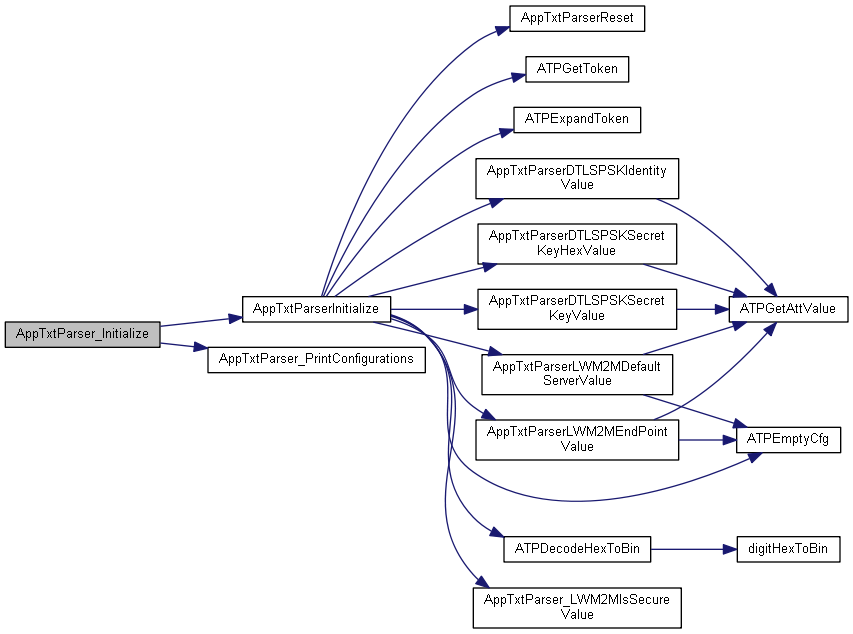 AppTxtParserReset
ATPGetToken
ATPExpandToken
AppTxtParserDTLSPSKIdentity
Value
AppTxtParserDTLSPSKSecret
KeyHexValue
AppTxtParserInitialize
AppTxtParserDTLSPSKSecret
KeyValue
ATPGetAttValue
AppTxtParser_Initialize
AppTxtParser_PrintConfigurations
AppTxtParserLWM2MDefault
ServerValue
AppTxtParserLWM2MEndPoint
Value
ATPEmptyCfg
ATPDecodeHexToBin
digitHexToBin
AppTxtParser_LWM2MIsSecure
Value